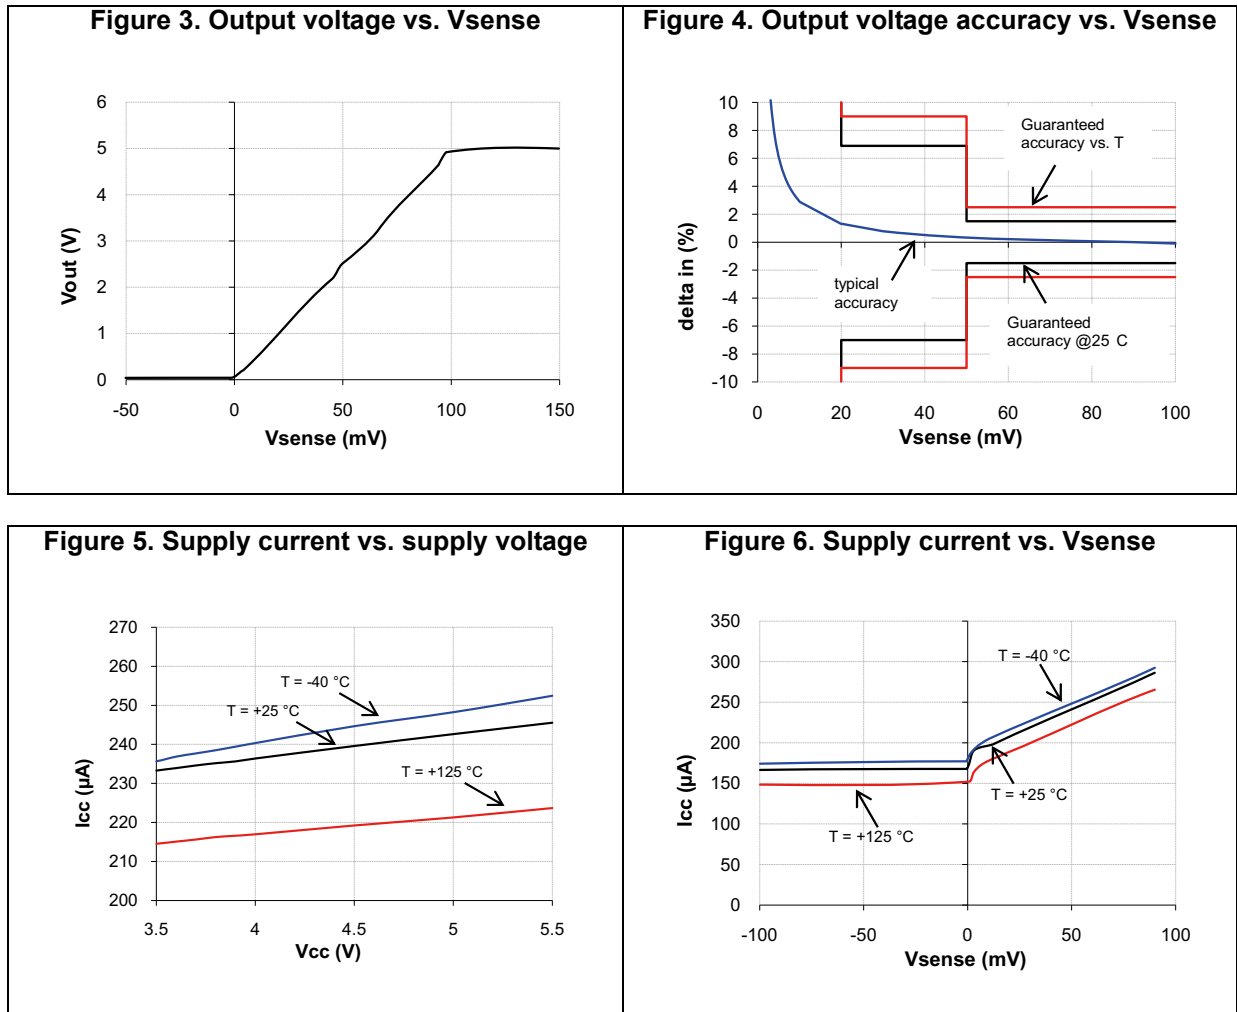 Figure 3. Output voltage vs. Vsense
6
5
4
3
2
1
0
Vout (V)
-50 0 50 100 150
Vsense (mV)
Figure 4. Output voltage accuracy vs. Vsense
10
8
6
4
2
0
-2
-4
-6
-8
-10
delta in (%)
Guaranteed
accuracy vs. T
typical
accuracy
Guaranteed
accuracy @25 C
0 20 40 60 80 100
Vsense (mV)
Figure 5. Supply current vs. supply voltage
270
260
250
240
230
220
210
200
Icc (µA)
T = -40 °C
T = +25 °C
T = +125 °C
3.5 4 4.5 5 5.5
Vcc (V)
Figure 6. Supply current vs. Vsense
350
300
250
200
150
100
50
0
Icc (µA)
T = -40 °C
T = +25 °C
T = +125 °C
-100 -50 0 50 100
Vsense (mV)